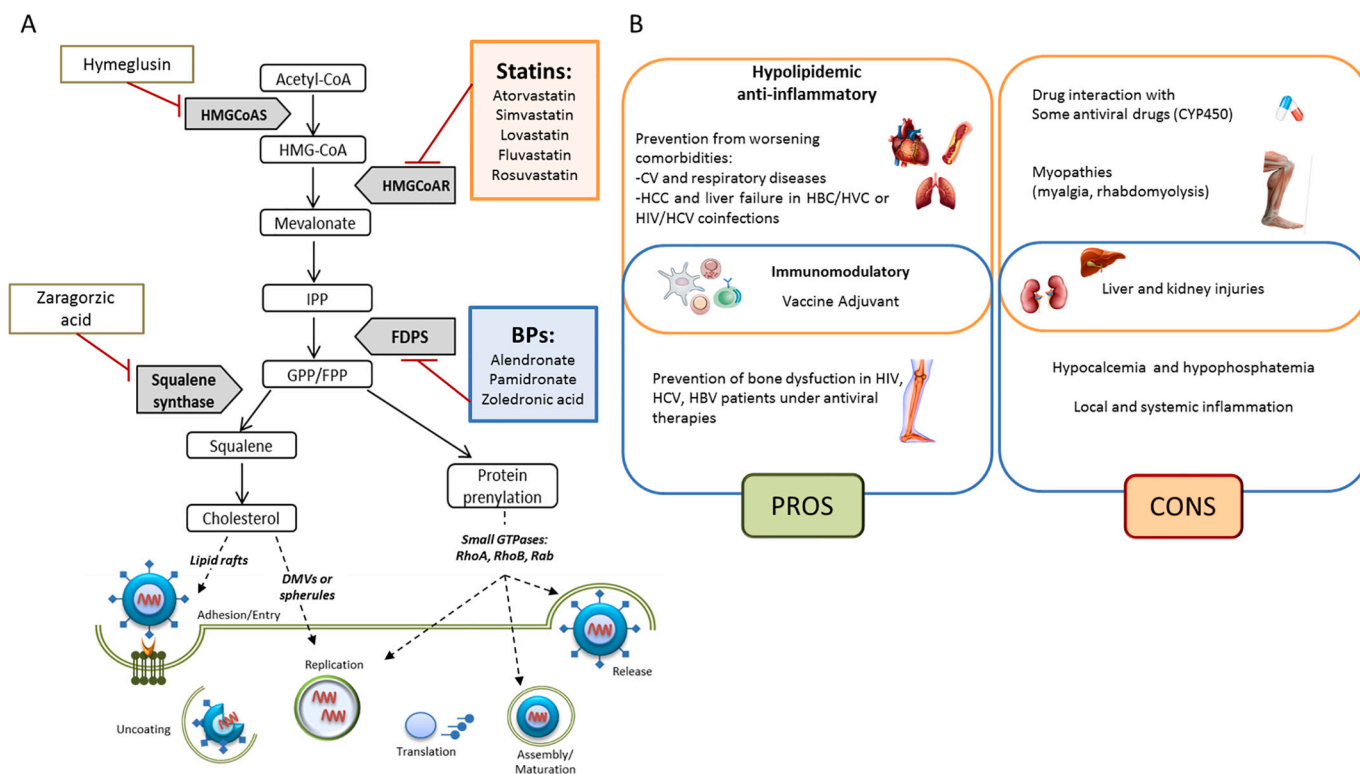 A
Hymeglusin
Acetyl-CoA
HMGCoAS
HMG-CoA
HMGCoAR
Statins:
Atorvastatin
Simvastatin
Lovastatin
Fluvastatin
Rosuvastatin
Mevalonate
IPP
Zaragorzic
acid
FDPS
BPs:
Alendronate
Pamidronate
Zoledronic acid
Squalene
synthase
GPP/FPP
Squalene
Protein
prenylation
Cholesterol
Lipid rafts
DMVs or
spherules
Small GTPases:
RhoA, RhoB, Rab
Adhesion/Entry
Replication
Release
Uncoating
Translation
Assembly/
Maturation
B
Hypolipidemic
anti-inflammatory
Prevention from worsening
comorbidities:
-CV and respiratory diseases
-HCC and liver failure in HBC/HVC or
HIV/HCV coinfections
Immunomodulatory
Vaccine Adjuvant
Prevention of bone dysfuction in HIV,
HCV, HBV patients under antiviral
therapies
PROS
Drug interaction with
Some antiviral drugs (CYP450)
Myopathies
(myalgia, rhabdomyolysis)
Liver and kidney injuries
Hypocalcemia and hypophosphatemia
Local and systemic inflammation
CONS